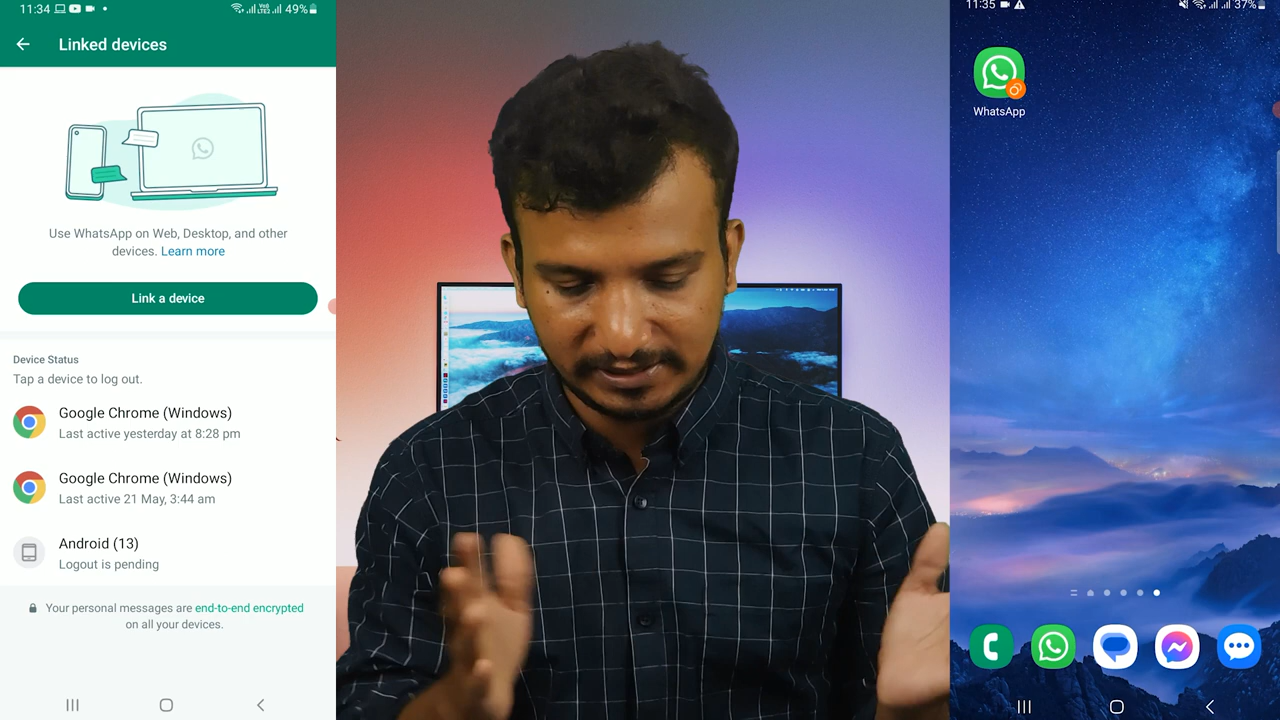 11:34
49%
Linked devices
Use WhatsApp on Web, Desktop, and other
devices. Learn more
Link a device
Device Status
Tap a device to log out.
Google Chrome (Windows)
Last active yesterday at 8:28 pm
Google Chrome (Windows)
Last active 21 May, 3:44 am
Android (13)
Logout is pending
Your personal messages are end-to-end encrypted
on all your devices.
11:35
37%
WhatsApp